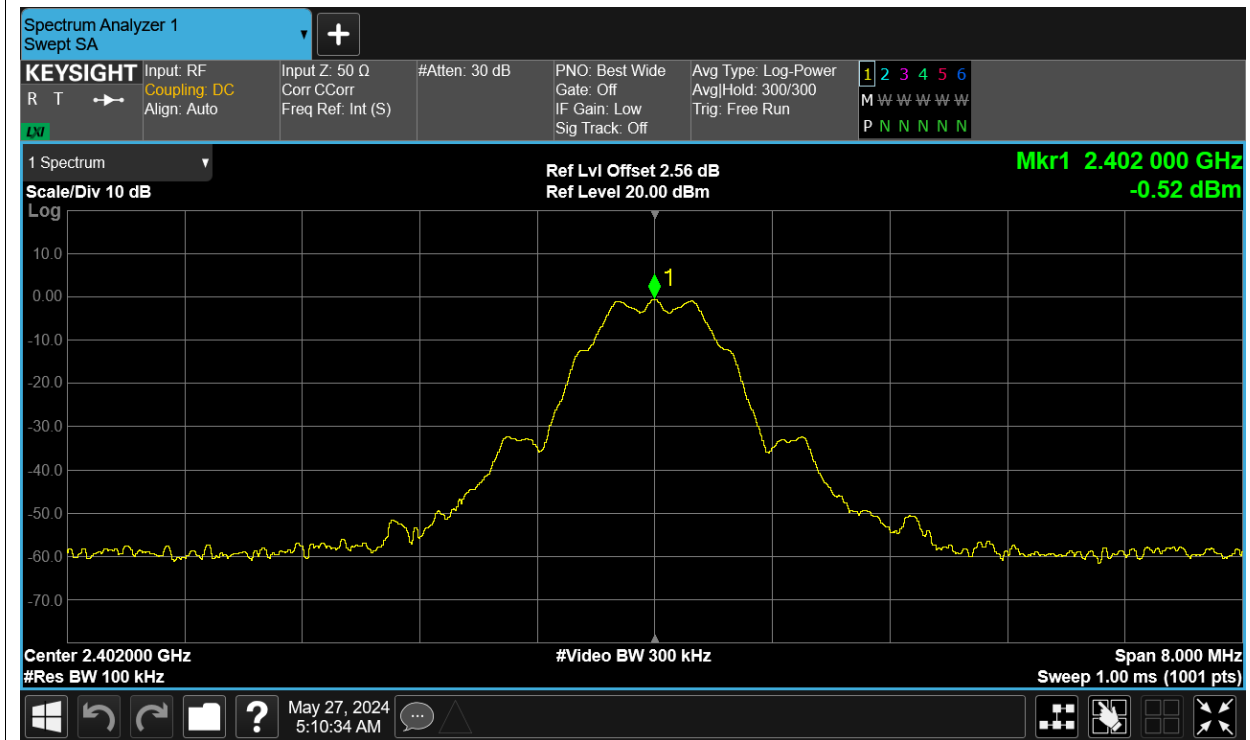 Spectrum Analyzer 1
Swept SA
KEYSIGHT
R T
LXI
Input: RF
Coupling: DC
Align: Auto
Input Z: 50 Ω
Corr CCorr
Freq Ref: Int (S)
#Atten: 30 dB
PNO: Best Wide
Gate: Off
IF Gain: Low
Sig Track: Off
Avg Type: Log-Power
Avg|Hold: 300/300
Trig: Free Run
1 2 3 4 5 6
M W W W W W
P N N N N N
1 Spectrum
Scale/Div 10 dB
Ref Lvl Offset 2.56 dB
Ref Level 20.00 dBm
Mkr1 2.402 000 GHz
-0.52 dBm
Log
10.0
0.00
-10.0
-20.0
-30.0
-40.0
-50.0
-60.0
-70.0
1
Center 2.402000 GHz
#Res BW 100 kHz
#Video BW 300 kHz
Span 8.000 MHz
Sweep 1.00 ms (1001 pts)
?
May 27, 2024
5:10:34 AM